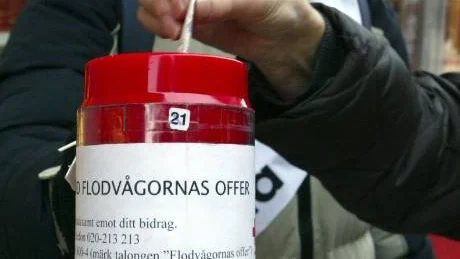 21
FLODVÅGORNAS OFFER
emot ditt bidrag.
020-213 213
(märk talongen "Flodvågornas offer")